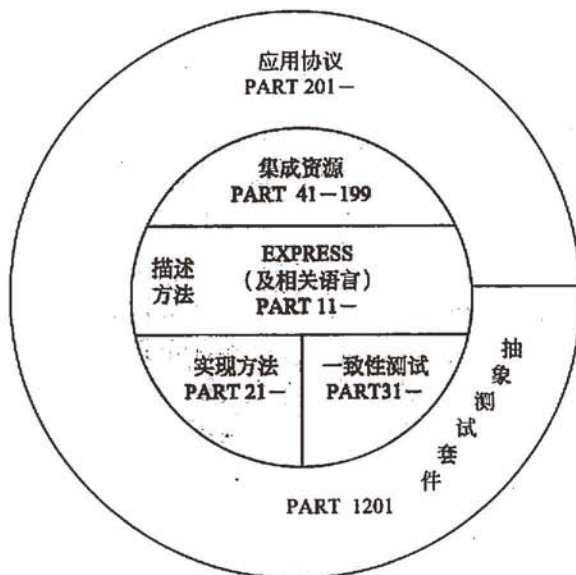 应用协议
PART 201－
集成资源
PART 41－199
描述
方法
EXPRESS
（及相关语言）
PART 11－
实现方法
PART 21－
一致性测试
PART31－
抽象测试套件
PART 1201